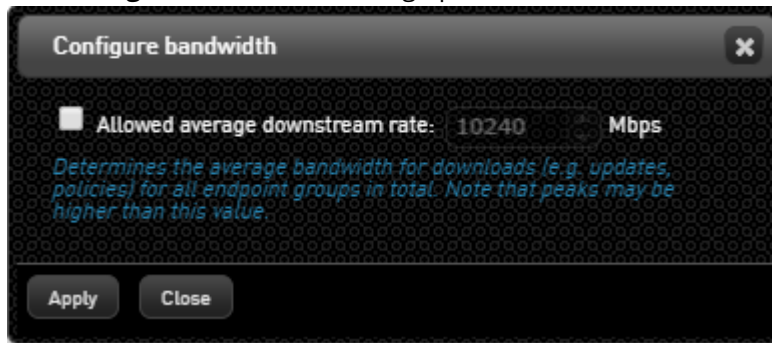 Configure bandwidth
Allowed average downstream rate: 10240 Mbps
Determines the average bandwidth for downloads (e.g. updates,
policies) for all endpoint groups in total. Note that peaks may be
higher than this value.
Apply Close